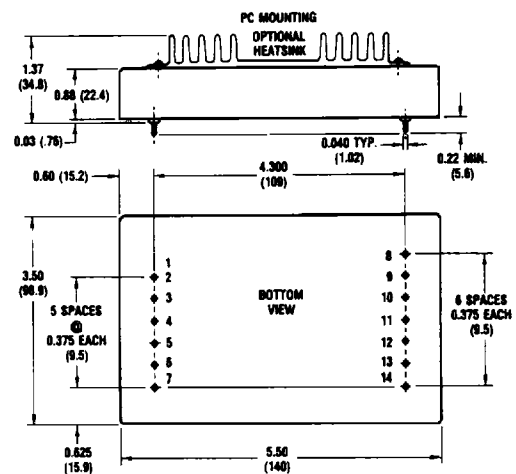 PC MOUNTING
OPTIONAL
HEATSINK
1.37
(34.8)
0.88 (22.4)
0.03 (.76)
0.60 (15.2)
4.300
(109)
0.040 TYP.
(1.02)
0.22 MIN.
(5.6)
3.50
(98.9)
5 SPACES
@
0.375 EACH
(9.5)
1
2
3
4
5
6
7
BOTTOM
VIEW
8
9
10
11
12
13
14
6 SPACES
0.375 EACH
(9.5)
0.625
(15.9)
5.50
(140)